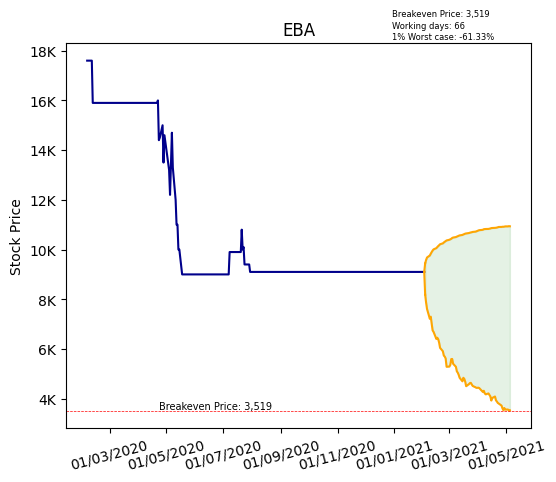 Breakeven Price: 3,519
Working days: 66
1% Worst case: -61.33%
EBA
18K
16K
14K
12K
10K
8K
6K
4K
Stock Price
Breakeven Price: 3,519
01/03/2020
01/05/2020
01/07/2020
01/09/2020
01/11/2020
01/01/2021
01/03/2021
01/05/2021